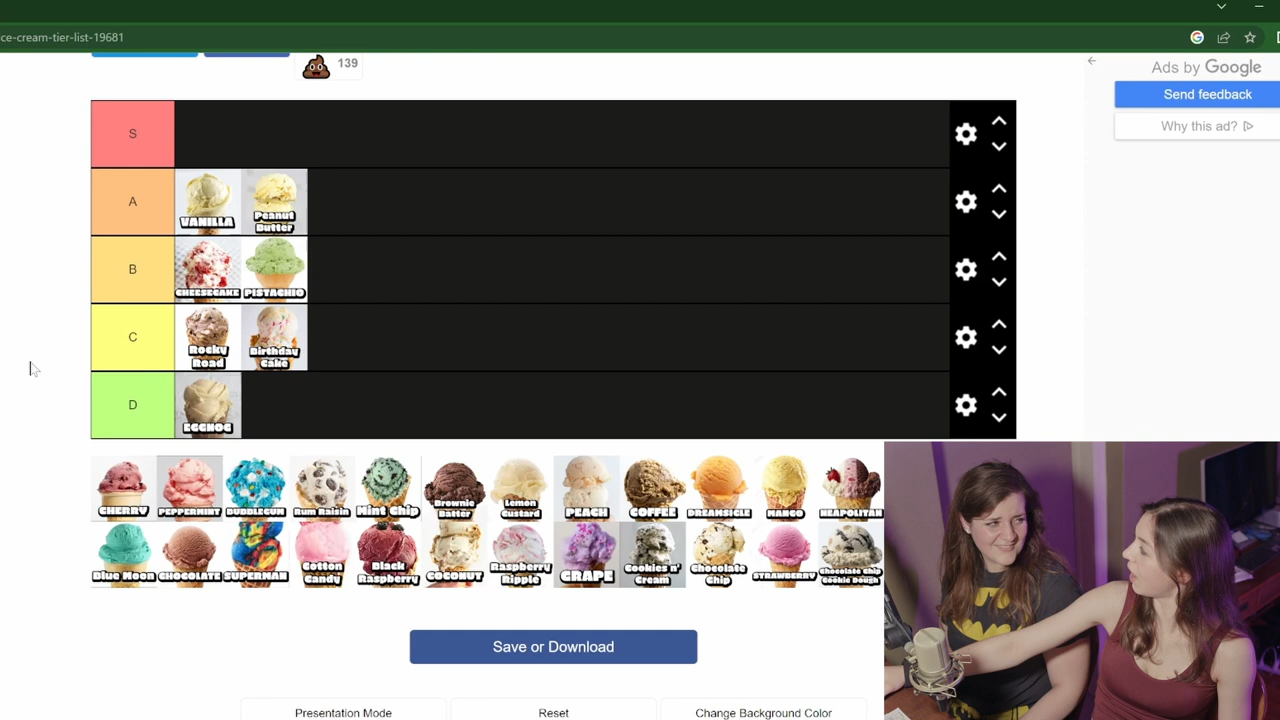 ce-cream-tier-list-19681
139
Ads by Google
Send feedback
Why this ad?
S
A
VANILLA
Peanut
Butter
B
CHEESECAKE
PISTACHIO
C
Rocky
Road
Birthday
Cake
D
EGGNOG
CHERRY
PEPPERMINT
BUBBLEGUM
Rum Raisin
Mint Chip
Brownie
Batter
Lemon
Custard
PEACH
COFFEE
DREAMSICLE
MANGO
NEAPOLITAN
Blue Moon
CHOCOLATE
SUPERMAN
Cotton
Candy
Black
Raspberry
COCONUT
Raspberry
Ripple
GRAPE
Cookies n'
Cream
Chocolate
Chip
STRAWBERRY
Chocolate Chip
Cookie Dough
Save or Download
Presentation Mode
Reset
Change Background Color